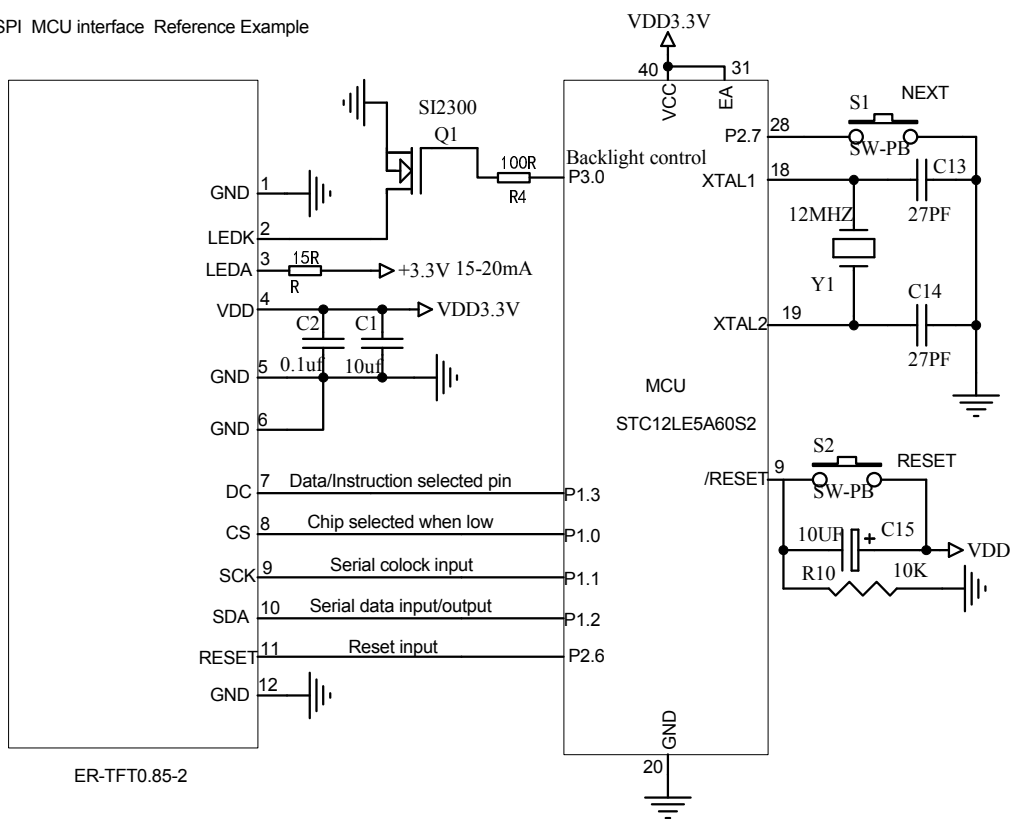 SPI MCU interface Reference Example
VDD3.3V
40
31
VCC
EA
SI2300
Q1
100R
R4
Backlight control
P3.0
P2.7
28
S1
NEXT
SW-PB
XTAL1
18
C13
27PF
12MHZ
Y1
C14
XTAL2
19
27PF
GND
1
LEDK
2
LEDA
3
15R
R
+3.3V 15-20mA
VDD
4
VDD3.3V
C2
C1
GND
5
0.1uf
10uf
GND
6
MCU
STC12LE5A60S2
DC
7
Data/Instruction selected pin
P1.3
CS
8
Chip selected when low
P1.0
SCK
9
Serial colock input
P1.1
SDA
10
Serial data input/output
P1.2
RESET
11
Reset input
P2.6
GND
12
/RESET
9
S2
RESET
SW-PB
10UF
+
C15
VDD
R10
10K
GND
20
ER-TFT0.85-2